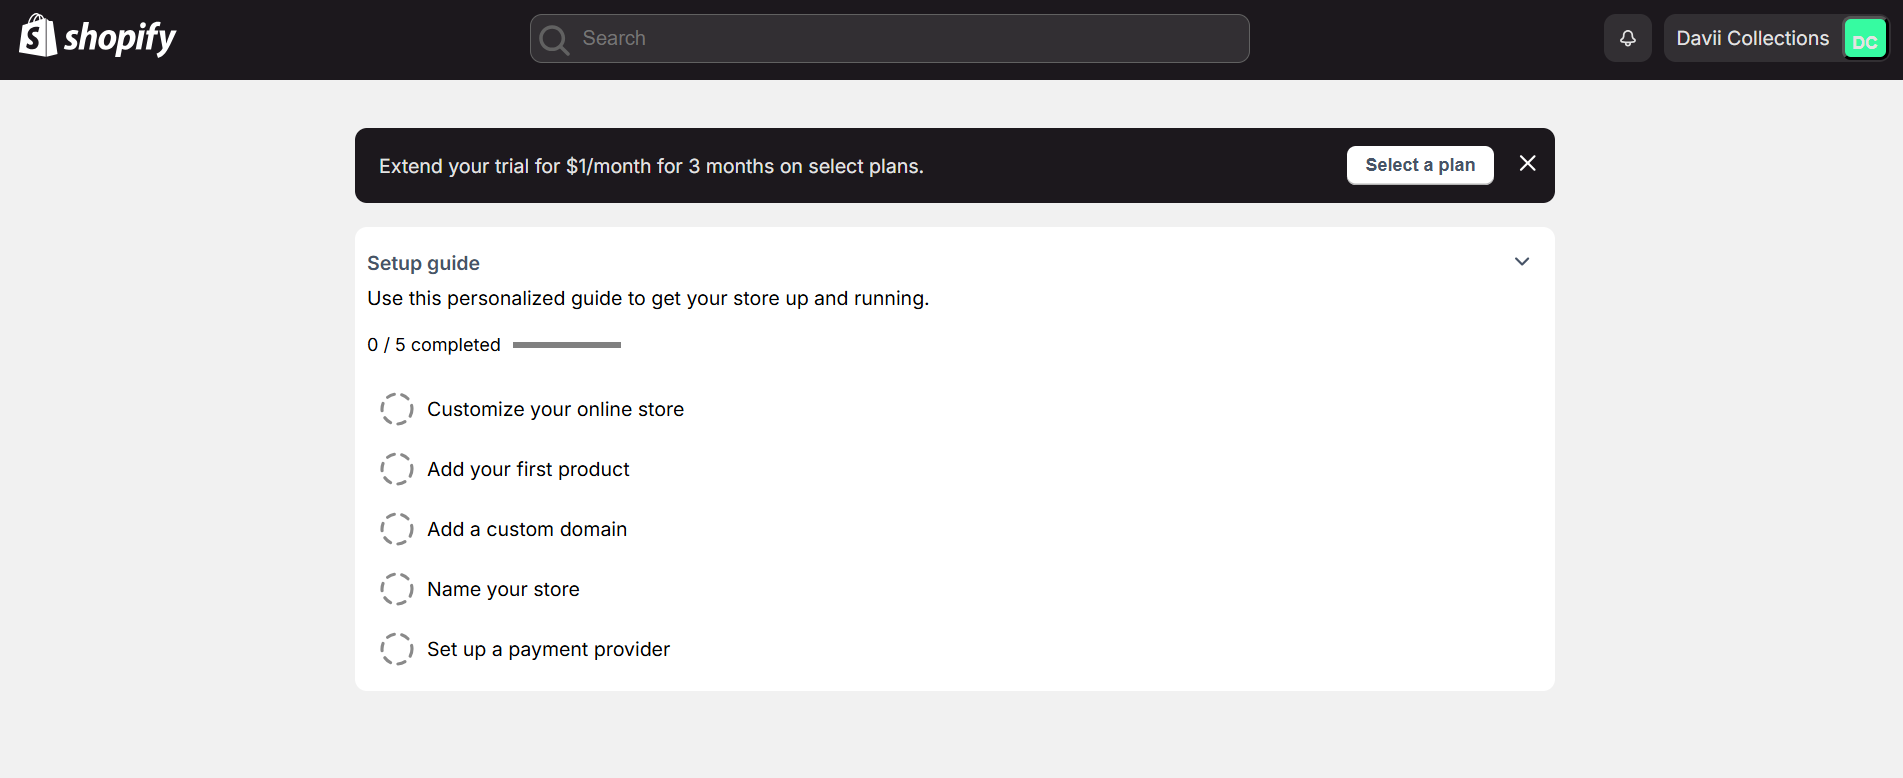 shopify
Search
Davii Collections
DC
Extend your trial for $1/month for 3 months on select plans.
Select a plan
Setup guide
Use this personalized guide to get your store up and running.
0 / 5 completed
Customize your online store
Add your first product
Add a custom domain
Name your store
Set up a payment provider